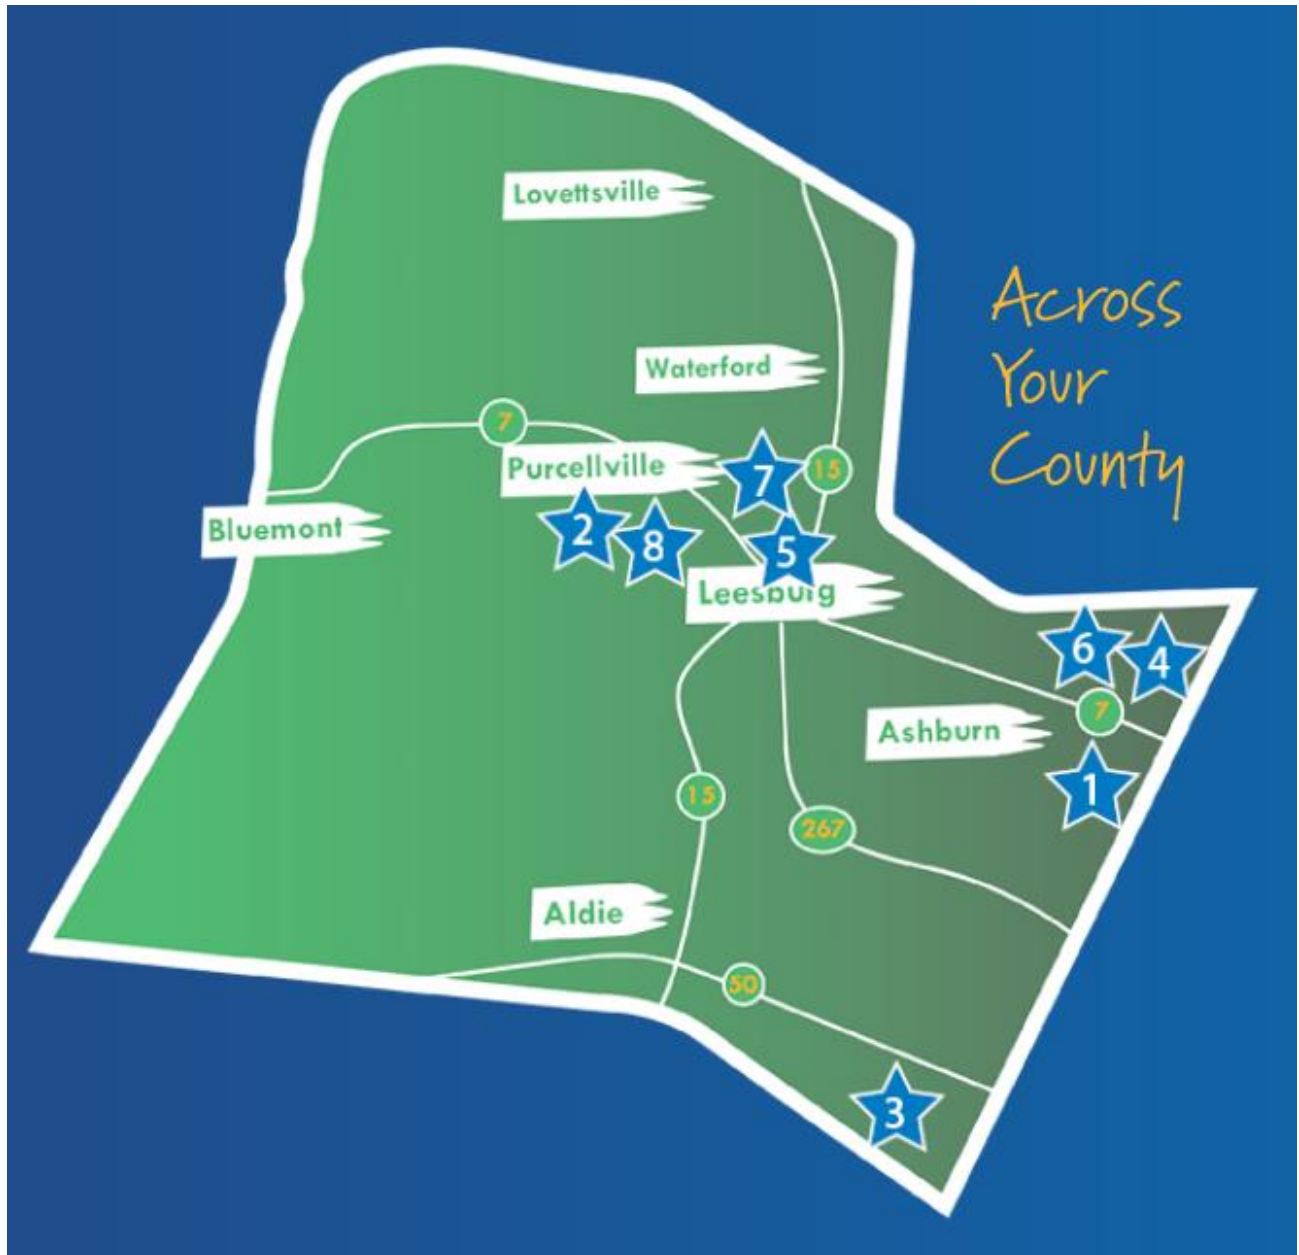 Lovettsville
Across
Your
County
Waterford
7
Purcellville
7
15
Bluemont
2
8
5
Leesburg
6
4
7
Ashburn
1
15
267
Aldie
50
3